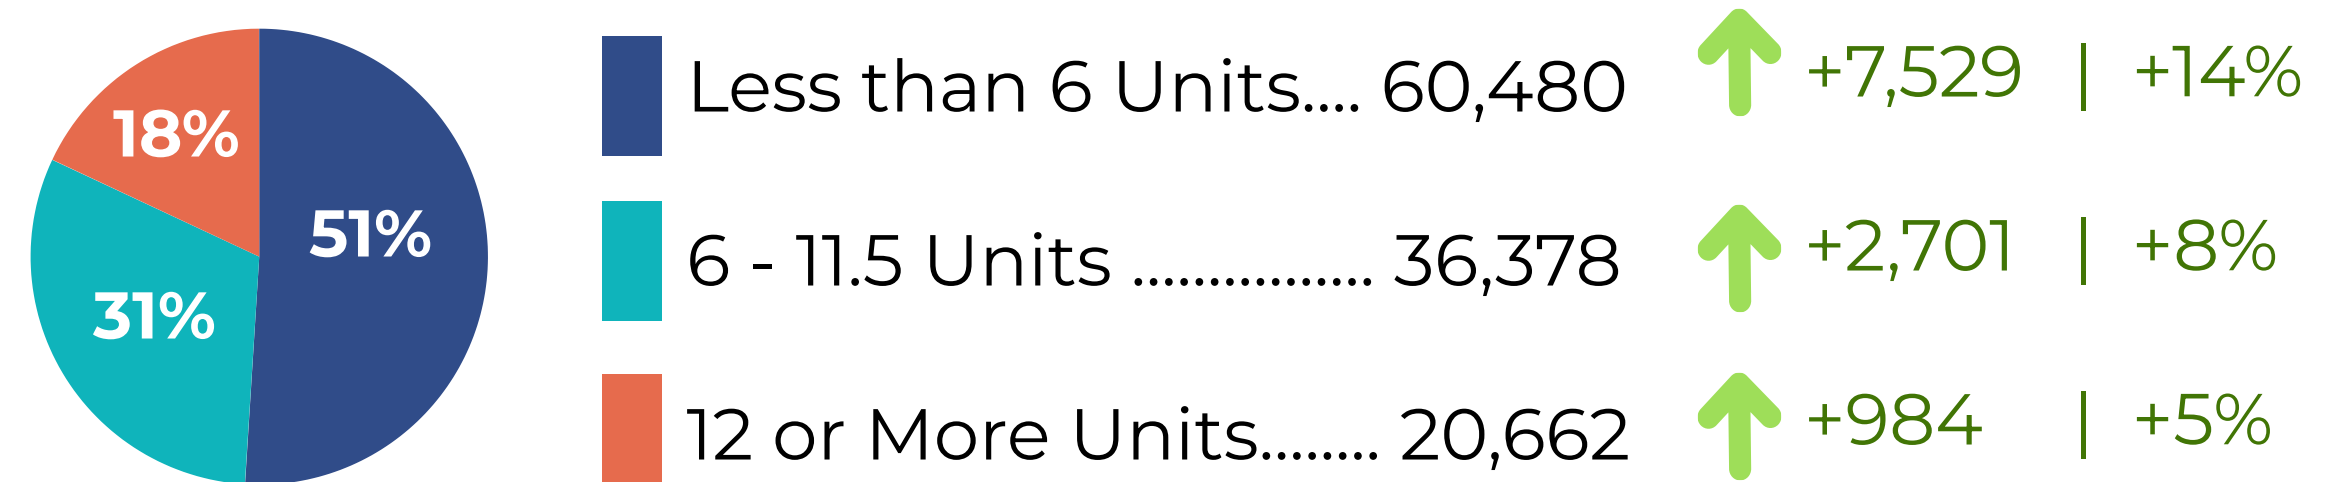 18%
51%
31%
Less than 6 Units.... 60,480 +7,529 | +14%
6 - 11.5 Units ................ 36,378 +2,701 | +8%
12 or More Units........ 20,662 +984 | +5%